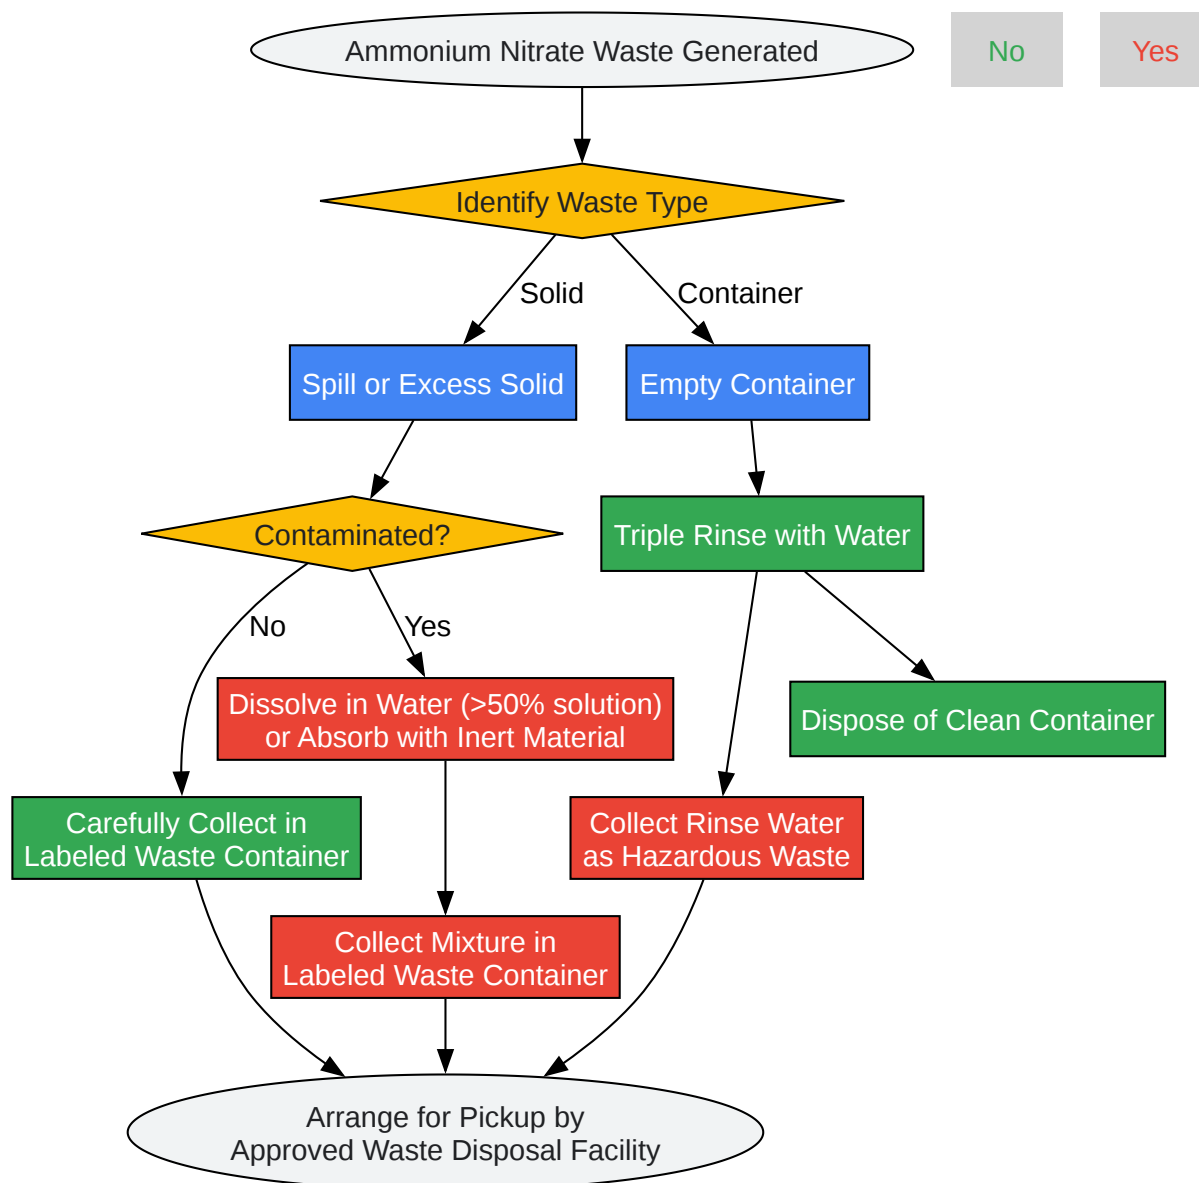 Ammonium Nitrate Waste Generated
No
Yes
Identify Waste Type
Solid
Container
Spill or Excess Solid
Empty Container
Contaminated?
Triple Rinse with Water
No
Yes
Dissolve in Water (>50% solution)
or Absorb with Inert Material
Dispose of Clean Container
Carefully Collect in
Labeled Waste Container
Collect Rinse Water
as Hazardous Waste
Collect Mixture in
Labeled Waste Container
Arrange for Pickup by
Approved Waste Disposal Facility